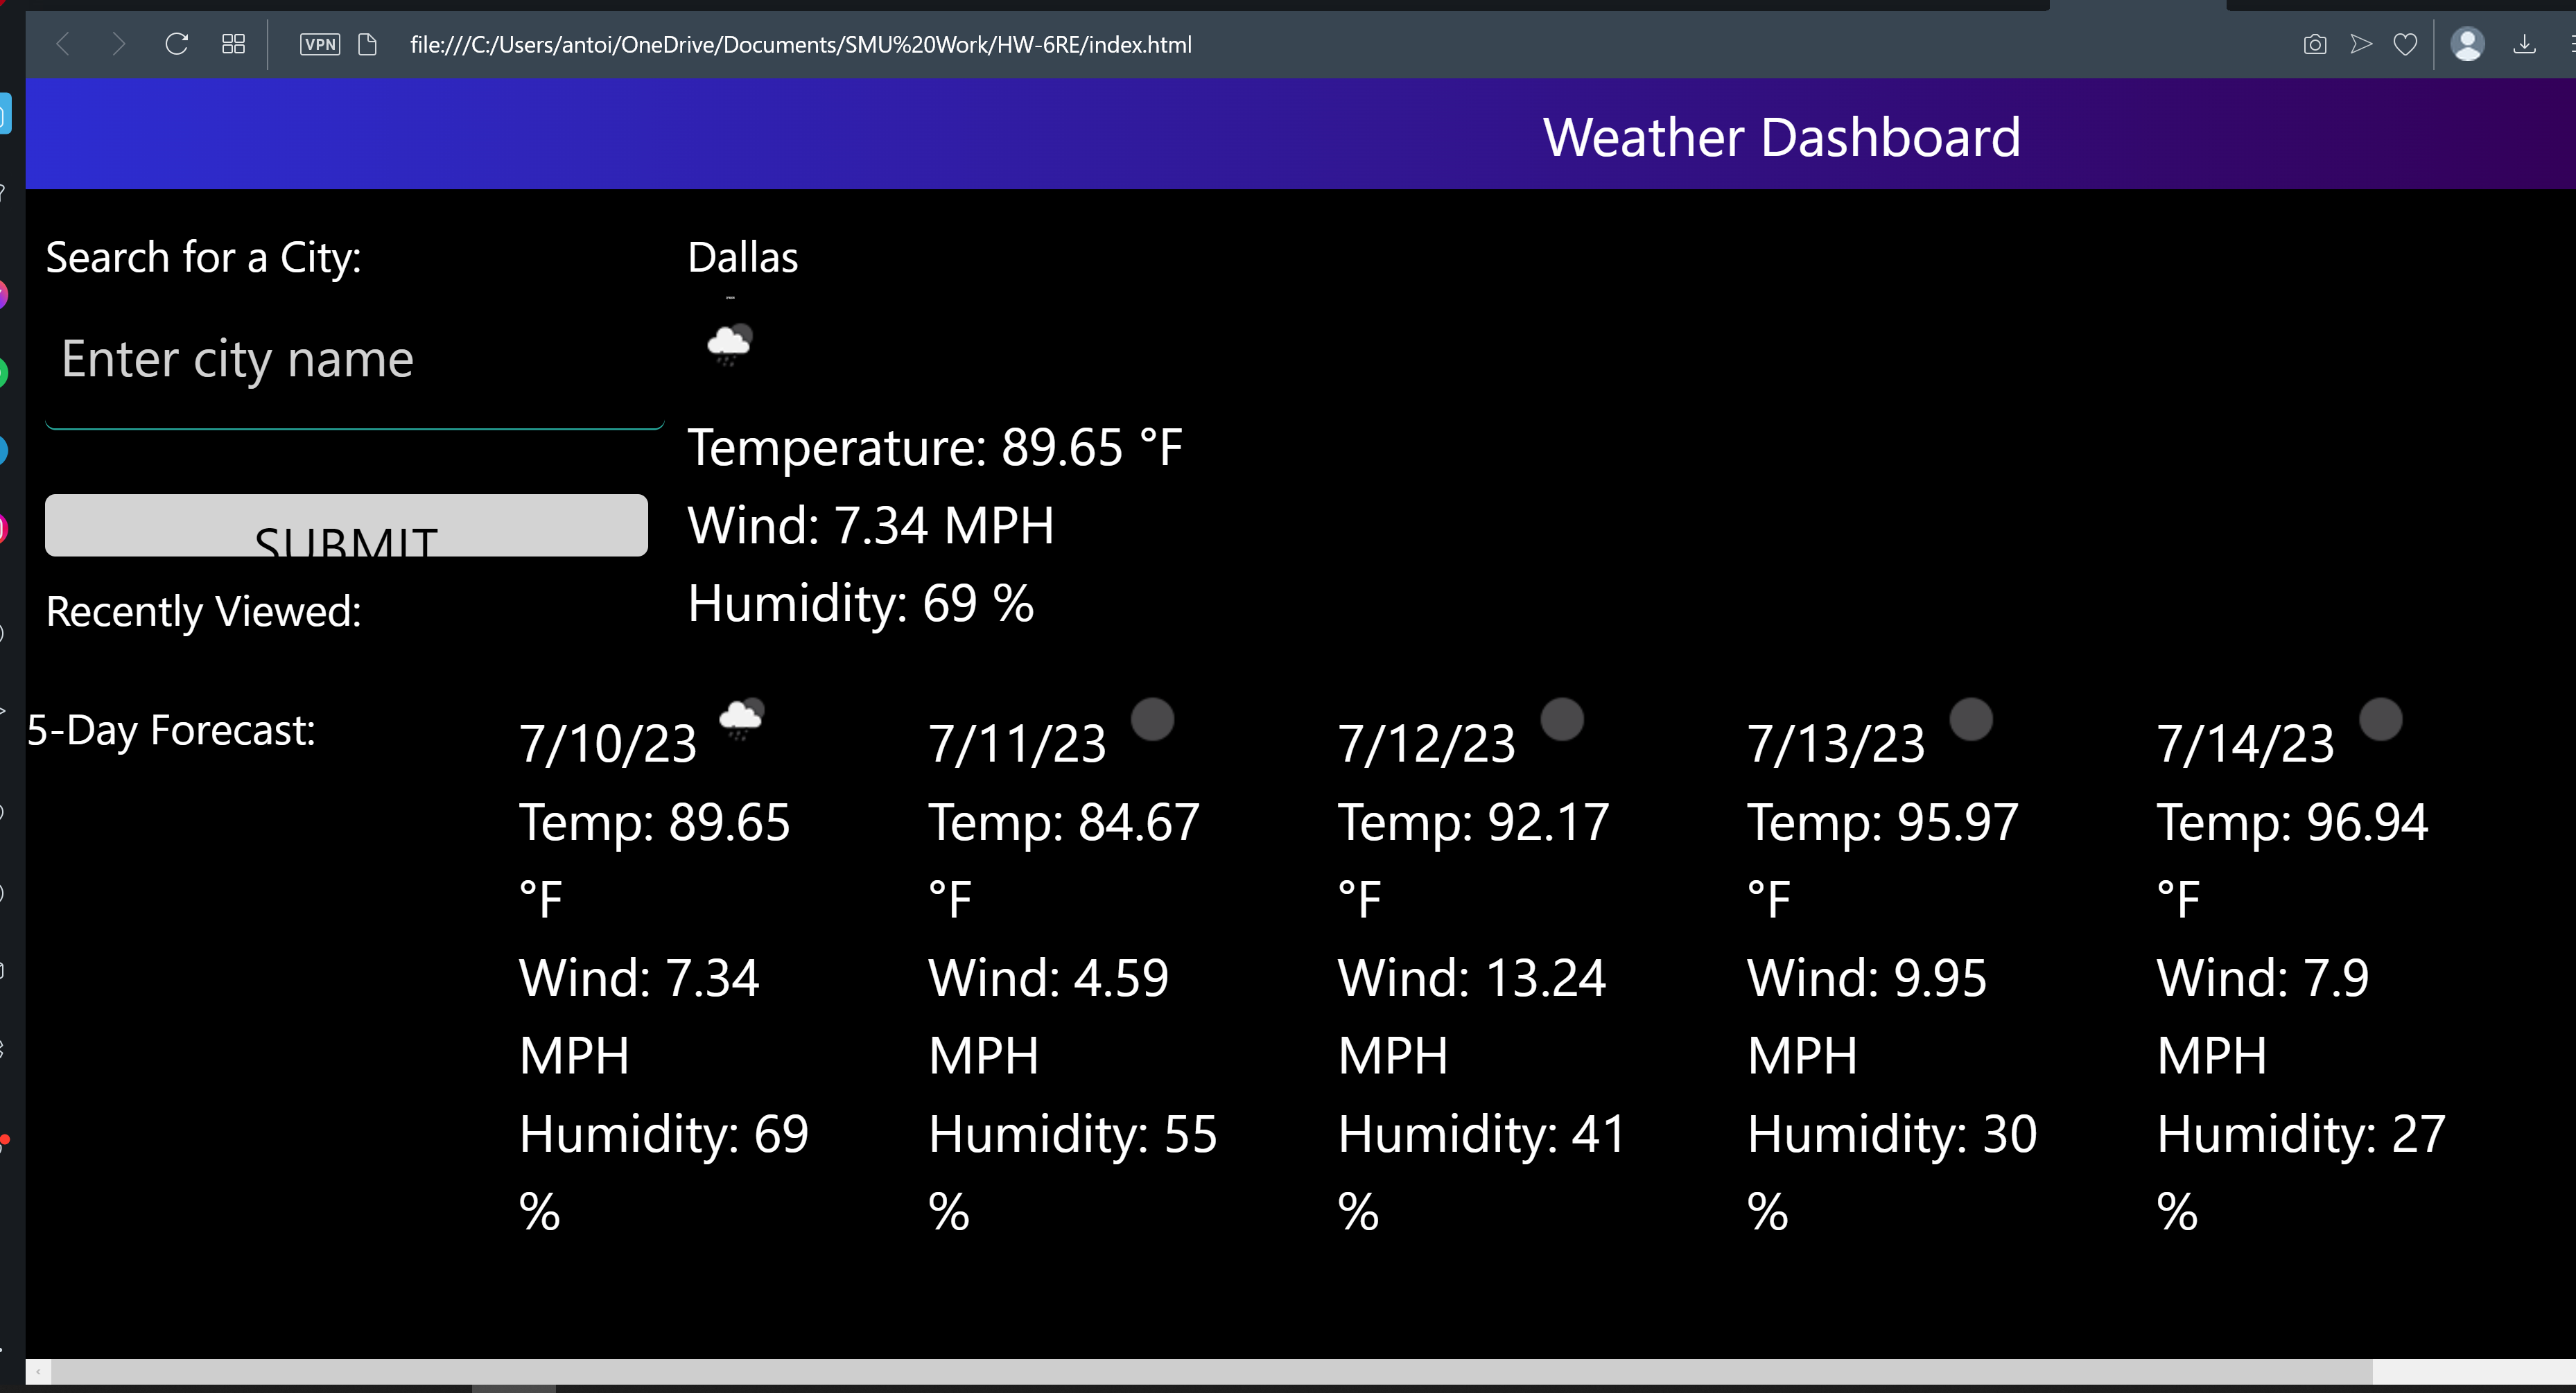 VPN
file:///C:/Users/antoi/OneDrive/Documents/SMU%20Work/HW-6RE/index.html
Weather Dashboard
Search for a City:
Enter city name
SUBMIT
Recently Viewed:
Dallas
Temperature: 89.65 °F
Wind: 7.34 MPH
Humidity: 69 %
5-Day Forecast:
7/10/23
Temp: 89.65
°F
Wind: 7.34
MPH
Humidity: 69
%
7/11/23
Temp: 84.67
°F
Wind: 4.59
MPH
Humidity: 55
%
7/12/23
Temp: 92.17
°F
Wind: 13.24
MPH
Humidity: 41
%
7/13/23
Temp: 95.97
°F
Wind: 9.95
MPH
Humidity: 30
%
7/14/23
Temp: 96.94
°F
Wind: 7.9
MPH
Humidity: 27
%